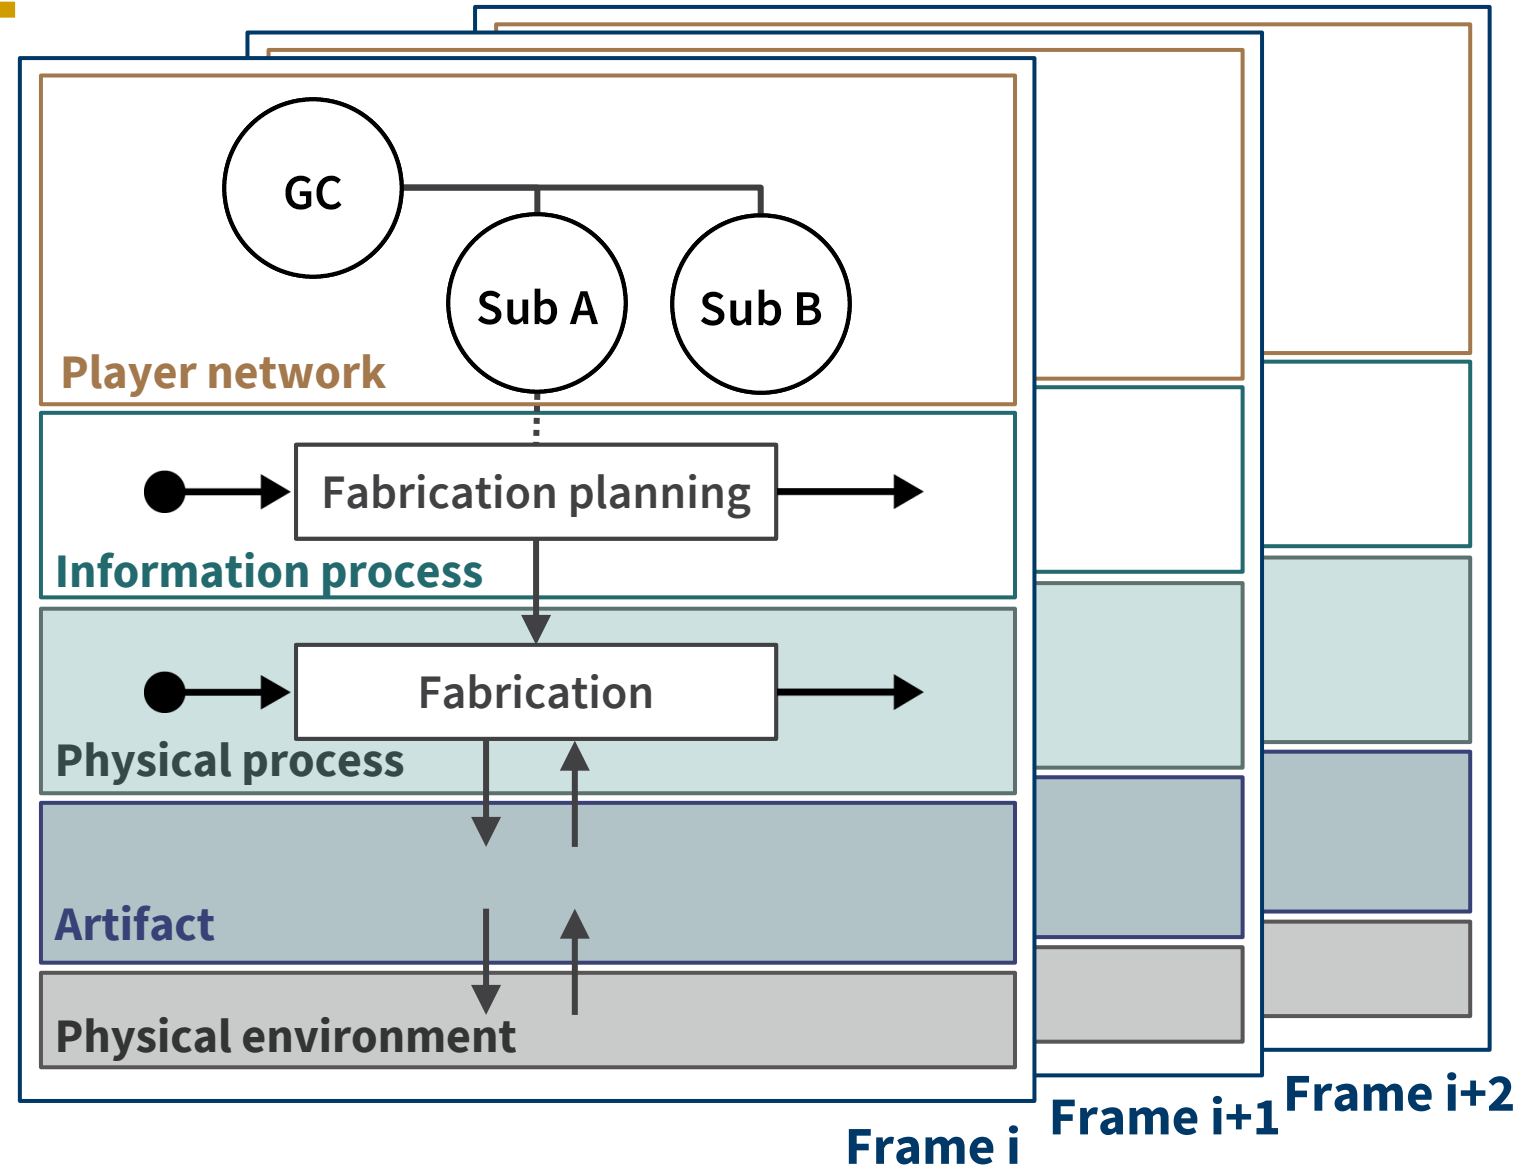 GC
Sub A
Sub B
Player network
Fabrication planning
Information process
Fabrication
Physical process
Artifact
Physical environment
Frame i
Frame i+1
Frame i+2